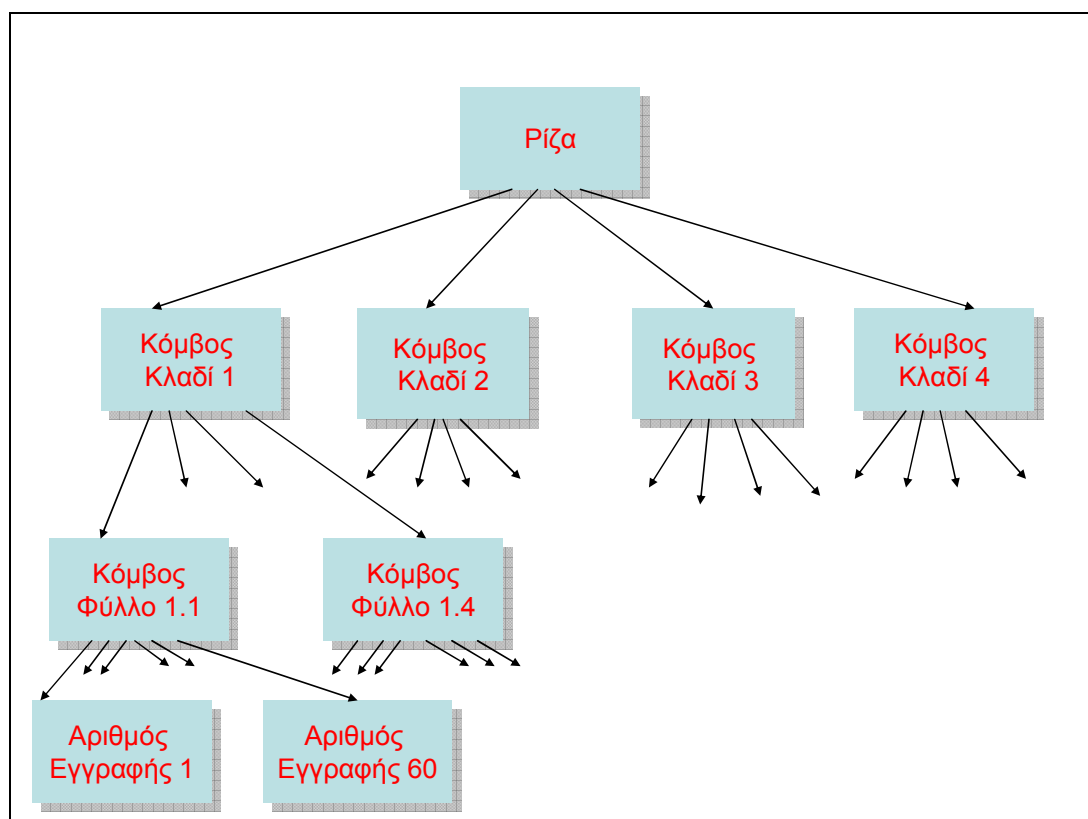 Ρίζα
Κόμβος
Κλαδί 1
Κόμβος
Κλαδί 2
Κόμβος
Κλαδί 3
Κόμβος
Κλαδί 4
Κόμβος
Φύλλο 1.1
Κόμβος
Φύλλο 1.4
Αριθμός
Εγγραφής 1
Αριθμός
Εγγραφής 60